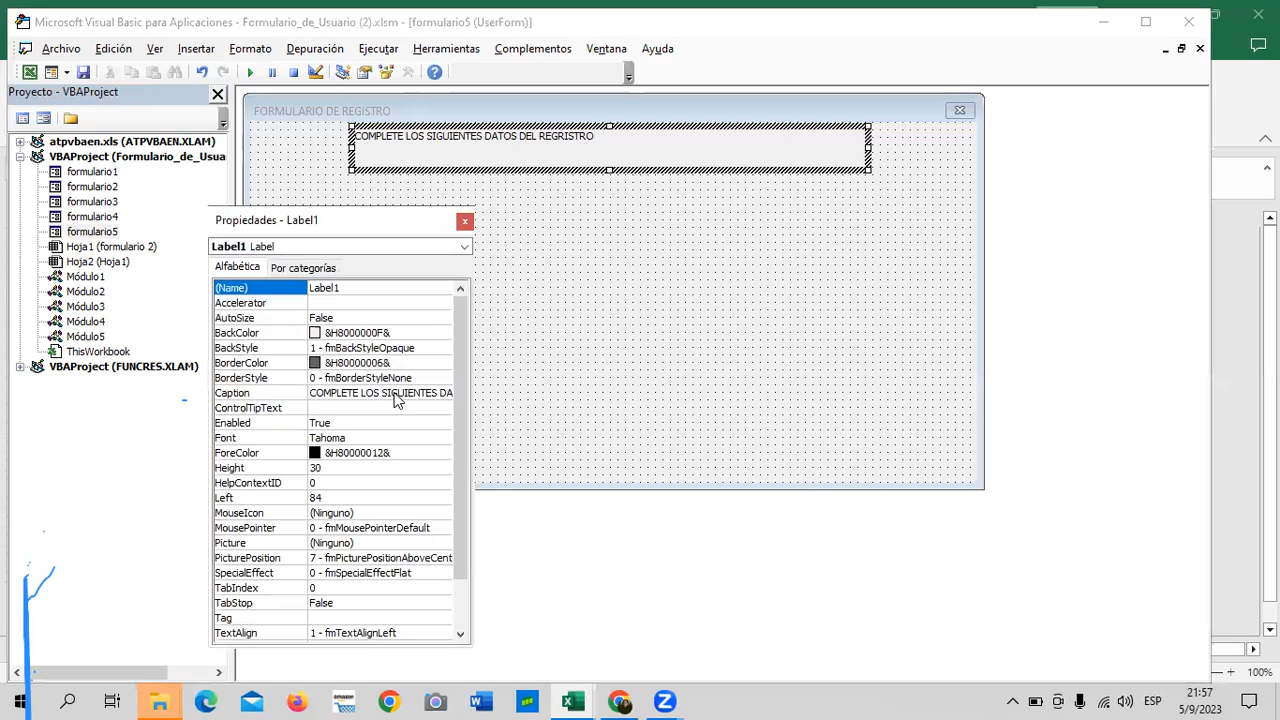 Microsoft Visual Basic para Aplicaciones - Formulario_de_Usuario (2).xlsm - [formulario5 (UserForm)]
Archivo Edición Ver Insertar Formato Depuración Ejecutar Herramientas Complementos Ventana Ayuda
Proyecto - VBAProject
atpvbaen.xls (ATPVBAEN.XLAM)
VBAProject (Formulario_de_Usua
formulario1
formulario2
formulario3
formulario4
formulario5
Hoja1 (formulario 2)
Hoja2 (Hoja1)
Módulo1
Módulo2
Módulo3
Módulo4
Módulo5
ThisWorkbook
VBAProject (FUNCRES.XLAM)
FORMULARIO DE REGISTRO
COMPLETE LOS SIGUIENTES DATOS DEL REGRISTRO
Propiedades - Label1
Label1 Label
Alfabética Por categorías
(Name) Label1
Accelerator
AutoSize False
BackColor &H8000000F&
BackStyle 1 - fmBackStyleOpaque
BorderColor &H80000006&
BorderStyle 0 - fmBorderStyleNone
Caption COMPLETE LOS SIGUIENTES DA
ControlTipText
Enabled True
Font Tahoma
ForeColor &H80000012&
Height 30
HelpContextID 0
Left 84
MouseIcon (Ninguno)
MousePointer 0 - fmMousePointerDefault
Picture (Ninguno)
PicturePosition 7 - fmPicturePositionAboveCent
SpecialEffect 0 - fmSpecialEffectFlat
TabIndex 0
TabStop False
Tag
TextAlign 1 - fmTextAlignLeft
100%
ESP
21:57
5/9/2023